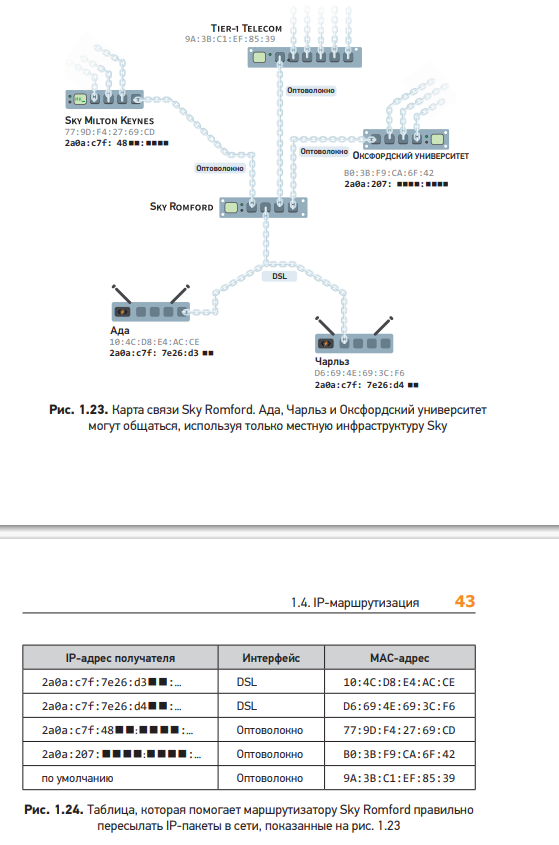 Tier-1 Telecom
9A:3B:C1:EF:85:39
Оптоволокно
Sky Milton Keynes
77:9D:F4:27:69:CD
2a0a:c7f: 48■■:■■■■
Оптоволокно
Оптоволокно
Оксфордский университет
B0:3B:F9:CA:6F:42
2a0a:207: ■■■■:■■■■
Sky Romford
DSL
Ада
10:4C:D8:E4:AC:CE
2a0a:c7f: 7e26:d3 ■■
Чарльз
D6:69:4E:69:3C:F6
2a0a:c7f: 7e26:d4 ■■
Рис. 1.23. Карта связи Sky Romford. Ада, Чарльз и Оксфордский университет
могут общаться, используя только местную инфраструктуру Sky
1.4. IP-маршрутизация 43
IP-адрес получателя Интерфейс MAC-адрес
2a0a:c7f:7e26:d3■■:… DSL 10:4C:D8:E4:AC:CE
2a0a:c7f:7e26:d4■■:… DSL D6:69:4E:69:3C:F6
2a0a:c7f:48■■:■■■■:… Оптоволокно 77:9D:F4:27:69:CD
2a0a:207:■■■■:■■■■:… Оптоволокно B0:3B:F9:CA:6F:42
по умолчанию Оптоволокно 9A:3B:C1:EF:85:39
Рис. 1.24. Таблица, которая помогает маршрутизатору Sky Romford правильно
пересылать IP-пакеты в сети, показанные на рис. 1.23